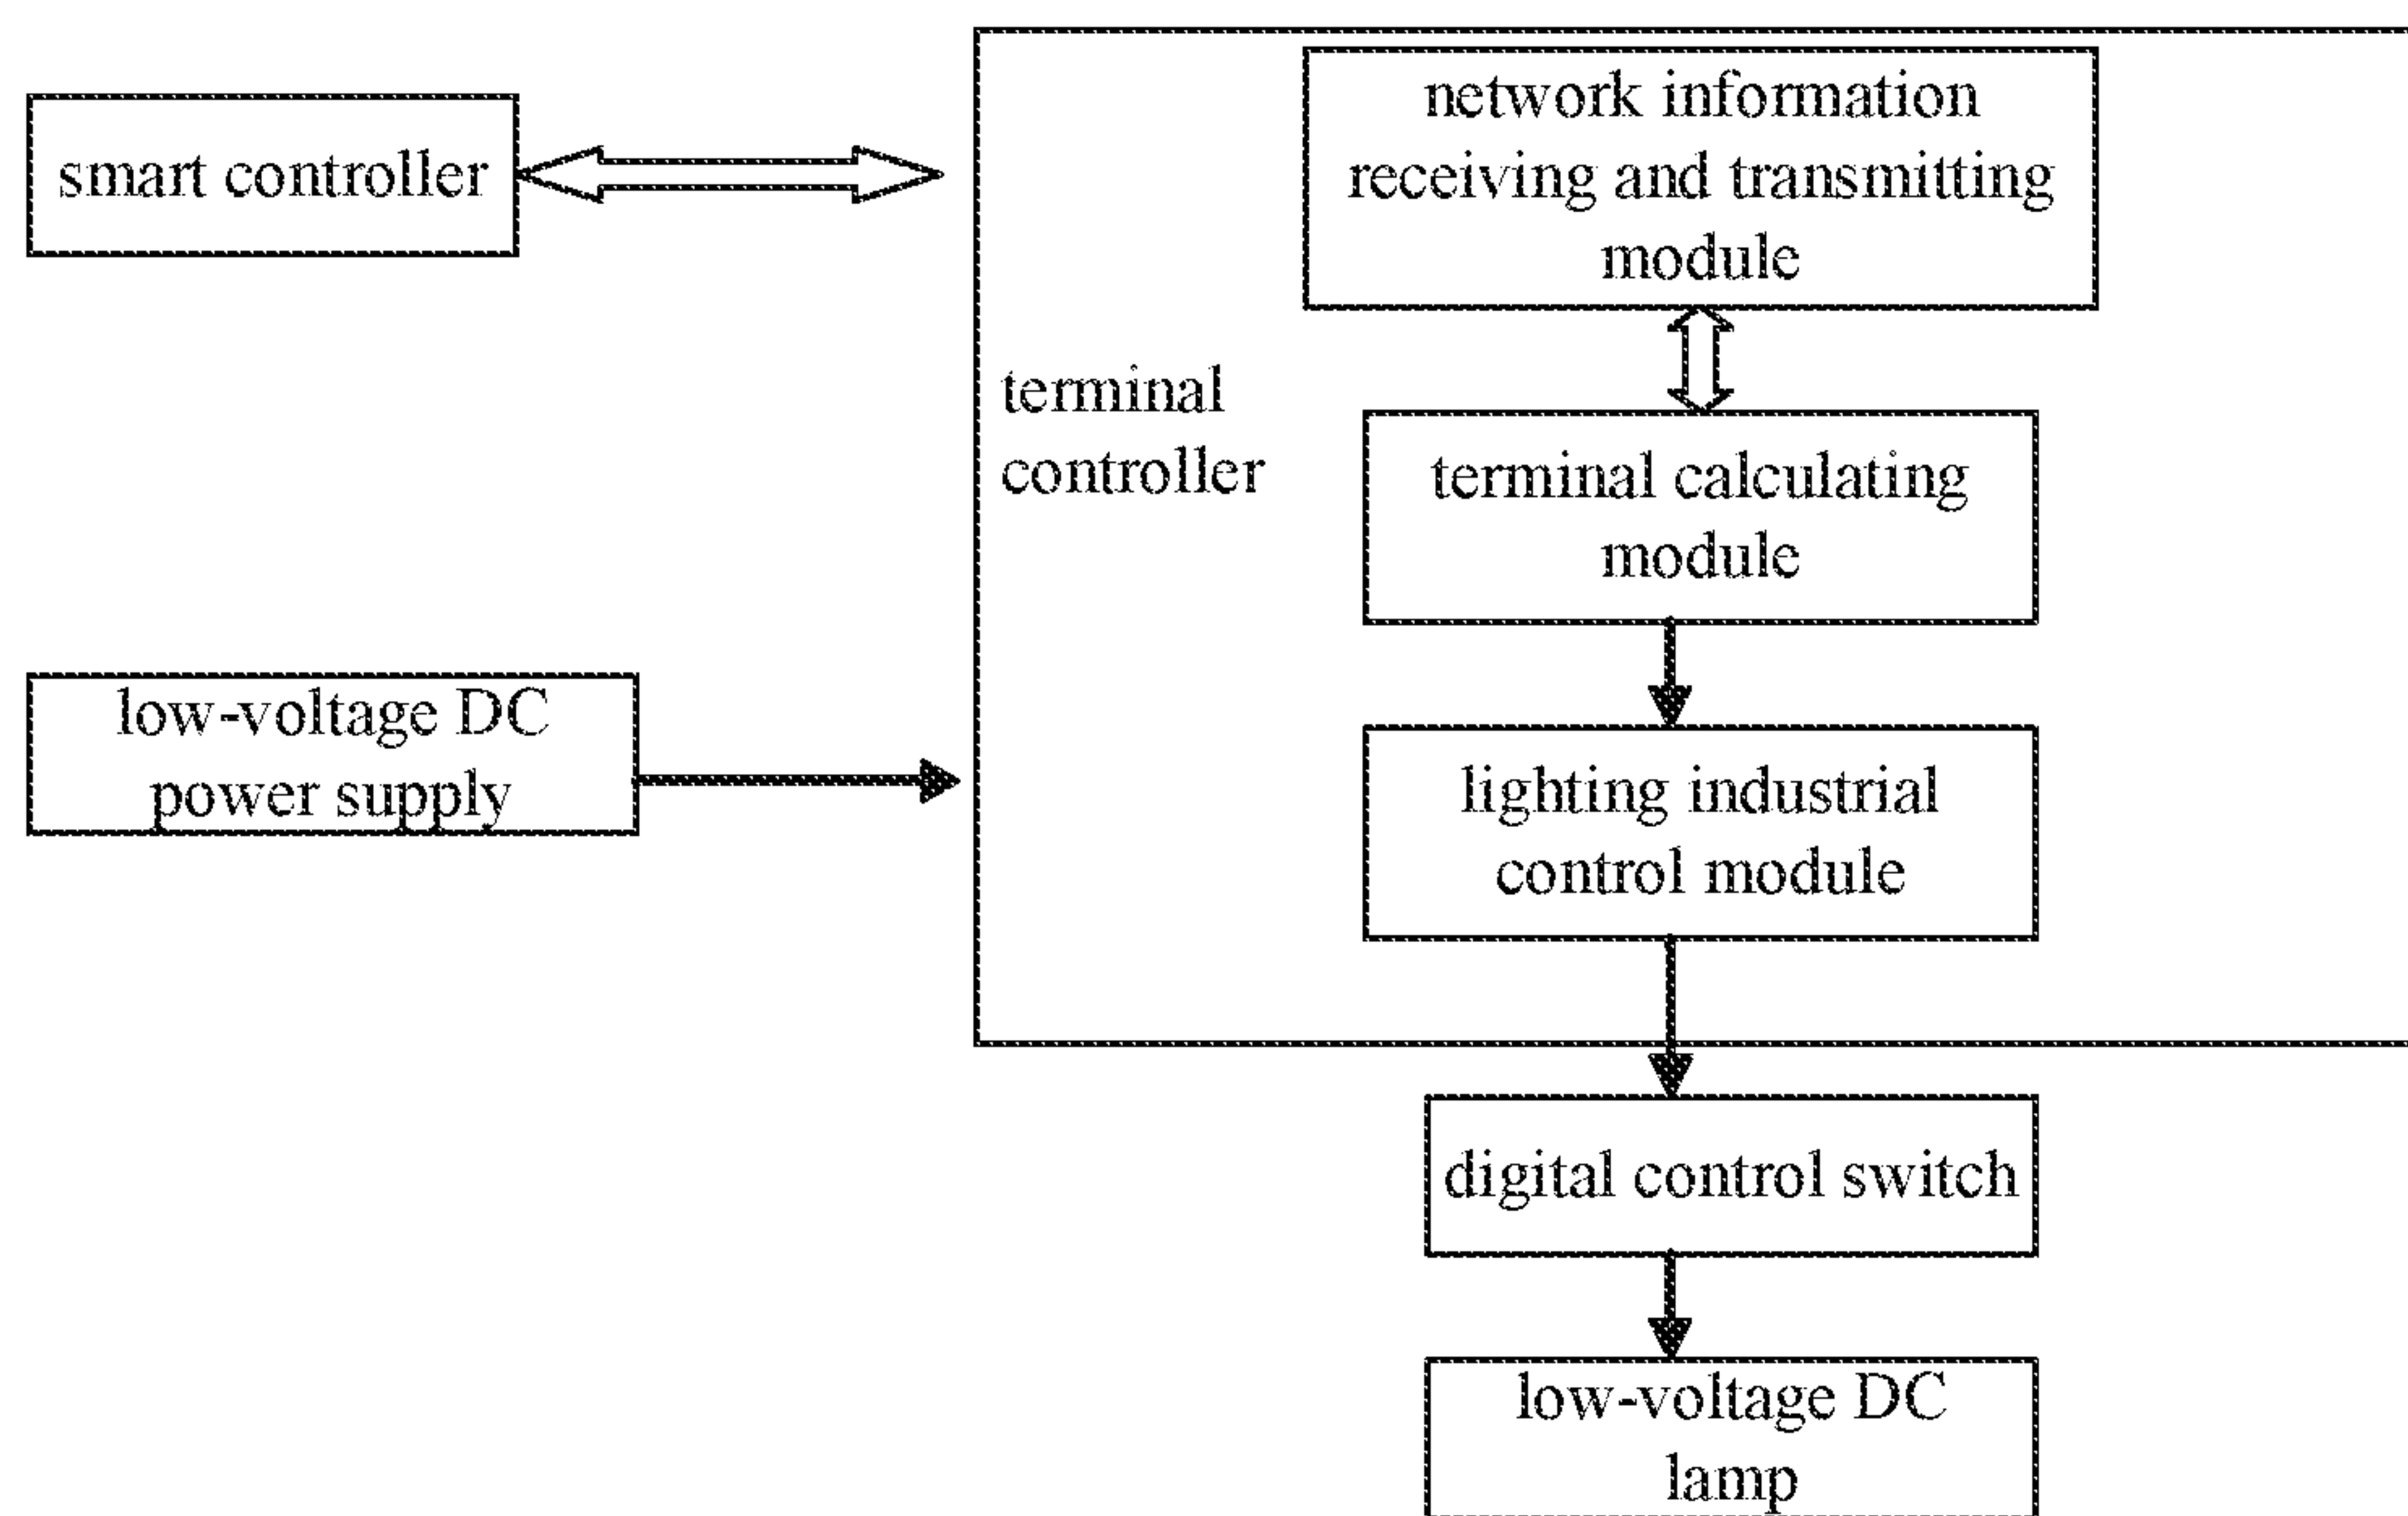 smart controller
network information
receiving and transmitting
module
terminal
controller
terminal calculating
module
low-voltage DC
power supply
lighting industrial
control module
digital control switch
low-voltage DC
lamp